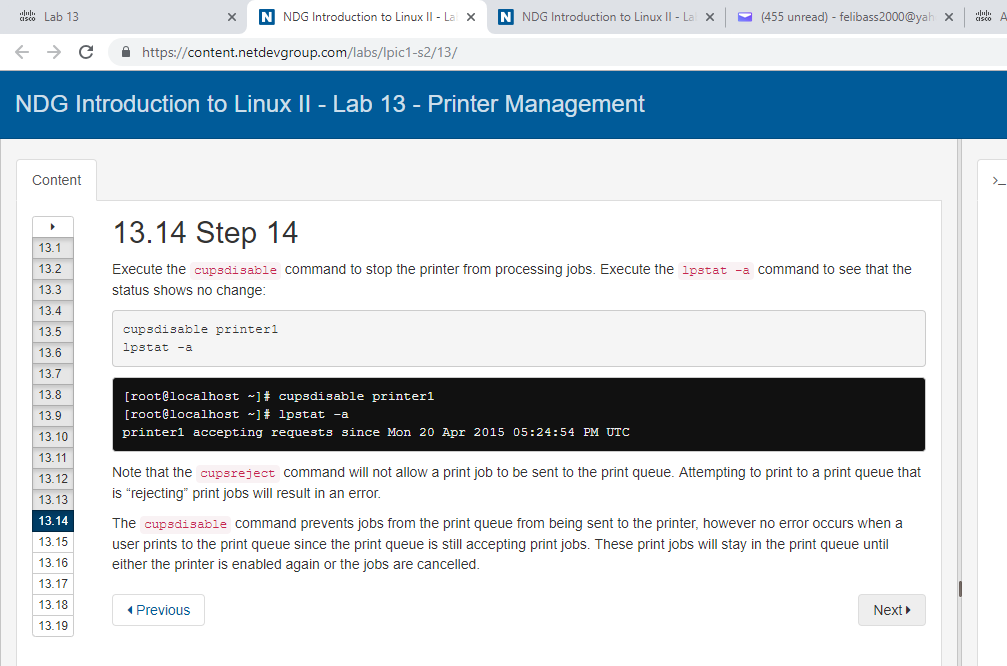 Lab 13
NDG Introduction to Linux II - La
NDG Introduction to Linux II - La
(455 unread) - felibass2000@yah
https://content.netdevgroup.com/labs/lpic1-s2/13/
NDG Introduction to Linux II - Lab 13 - Printer Management
Content
13.1
13.2
13.3
13.4
13.5
13.6
13.7
13.8
13.9
13.10
13.11
13.12
13.13
13.14
13.15
13.16
13.17
13.18
13.19
13.14 Step 14
Execute the cupsdisable command to stop the printer from processing jobs. Execute the lpstat -a command to see that the
status shows no change:
cupsdisable printer1
lpstat -a
[root@localhost ~]# cupsdisable printer1
[root@localhost ~]# lpstat -a
printer1 accepting requests since Mon 20 Apr 2015 05:24:54 PM UTC
Note that the cupsreject command will not allow a print job to be sent to the print queue. Attempting to print to a print queue that
is “rejecting” print jobs will result in an error.
The cupsdisable command prevents jobs from the print queue from being sent to the printer, however no error occurs when a
user prints to the print queue since the print queue is still accepting print jobs. These print jobs will stay in the print queue until
either the printer is enabled again or the jobs are cancelled.
Previous
Next
>_